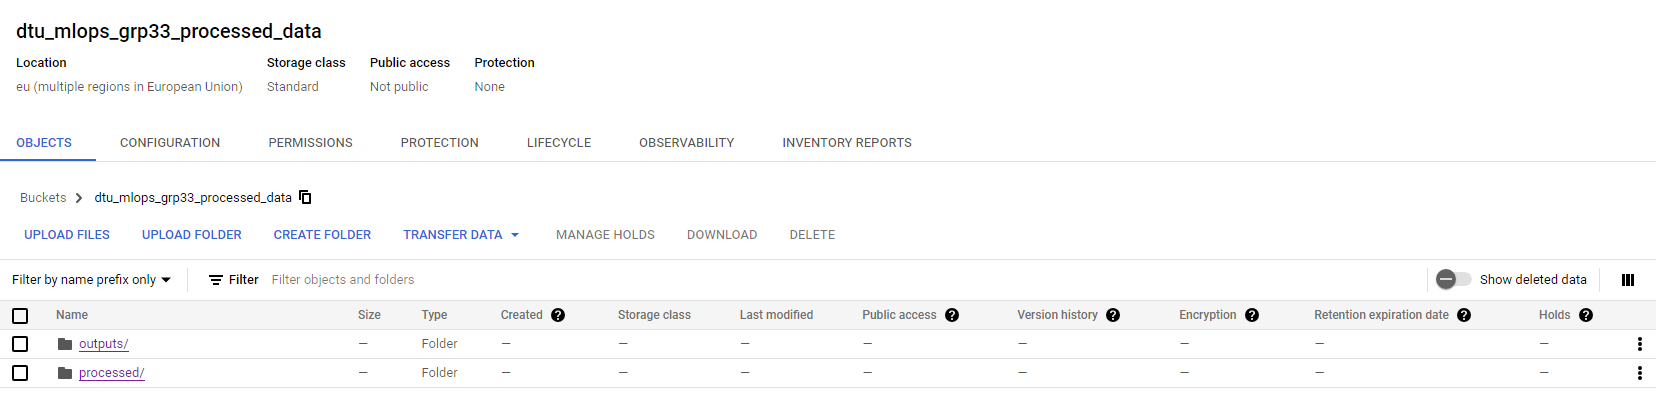 dtu_mlops_grp33_processed_data
Location Storage class Public access Protection
eu (multiple regions in European Union) Standard Not public None
OBJECTS CONFIGURATION PERMISSIONS PROTECTION LIFECYCLE OBSERVABILITY INVENTORY REPORTS
Buckets > dtu_mlops_grp33_processed_data
UPLOAD FILES UPLOAD FOLDER CREATE FOLDER TRANSFER DATA MANAGE HOLDS DOWNLOAD DELETE
Filter by name prefix only Filter Filter objects and folders Show deleted data
Name Size Type Created ? Storage class Last modified Public access ? Version history ? Encryption ? Retention expiration date ? Holds ?
outputs/ — Folder — — — — — — — —
processed/ — Folder — — — — — — — —